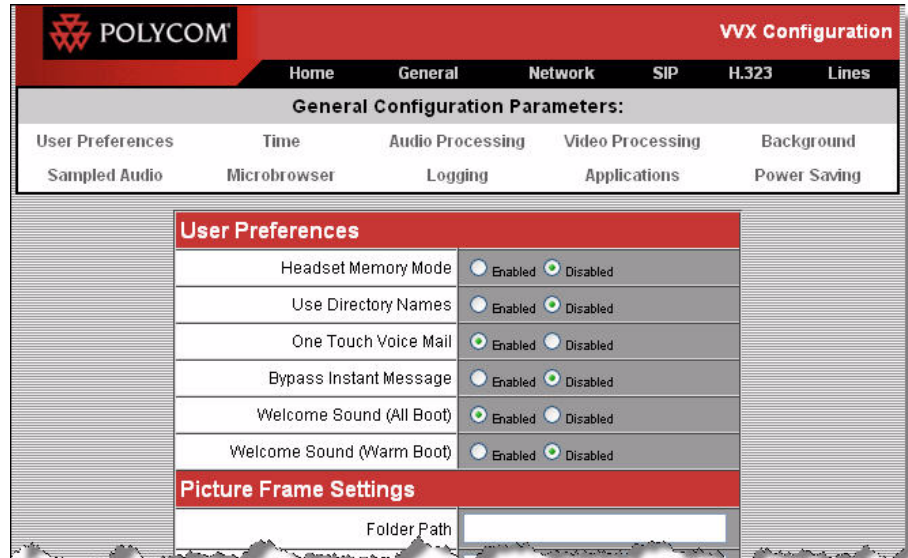 POLYCOM
VVX Configuration
Home General Network SIP H.323 Lines
General Configuration Parameters:
User Preferences Time Audio Processing Video Processing Background
Sampled Audio Microbrowser Logging Applications Power Saving
User Preferences
Headset Memory Mode Enabled Disabled
Use Directory Names Enabled Disabled
One Touch Voice Mail Enabled Disabled
Bypass Instant Message Enabled Disabled
Welcome Sound (All Boot) Enabled Disabled
Welcome Sound (Warm Boot) Enabled Disabled
Picture Frame Settings
Folder Path